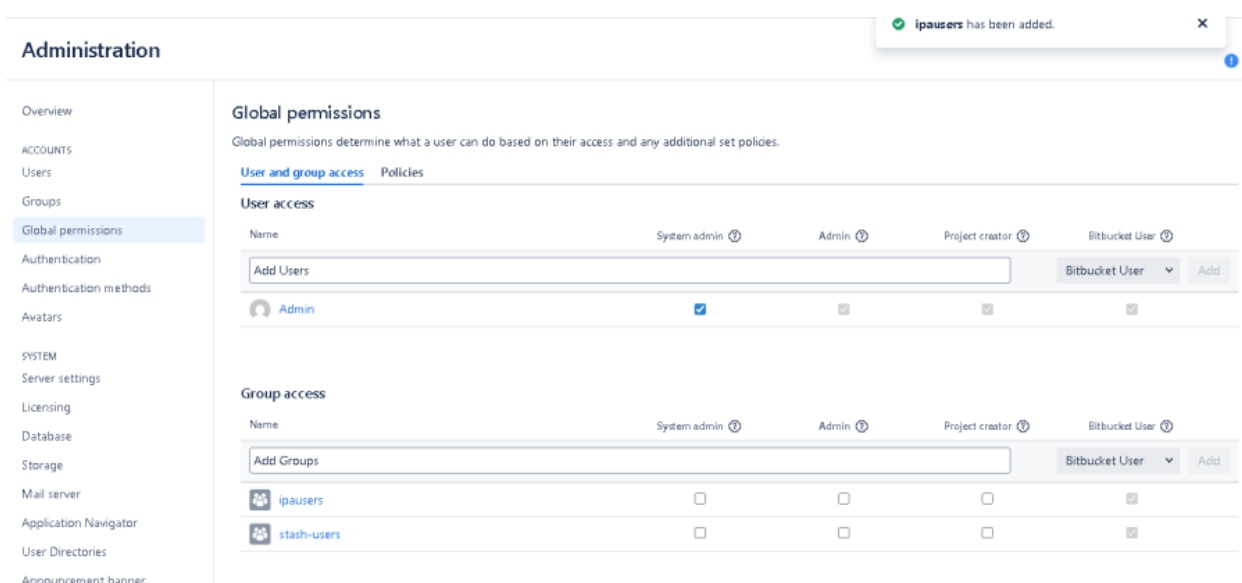 ipausers has been added.
Administration
Overview
ACCOUNTS
Users
Groups
Global permissions
Authentication
Authentication methods
Avatars
SYSTEM
Server settings
Licensing
Database
Storage
Mail server
Application Navigator
User Directories
Announcement banner
Global permissions
Global permissions determine what a user can do based on their access and any additional set policies.
User and group access Policies
User access
Name System admin Admin Project creator Bitbucket User
Add Users Bitbucket User Add
Admin
Group access
Name System admin Admin Project creator Bitbucket User
Add Groups Bitbucket User Add
ipausers
stash-users